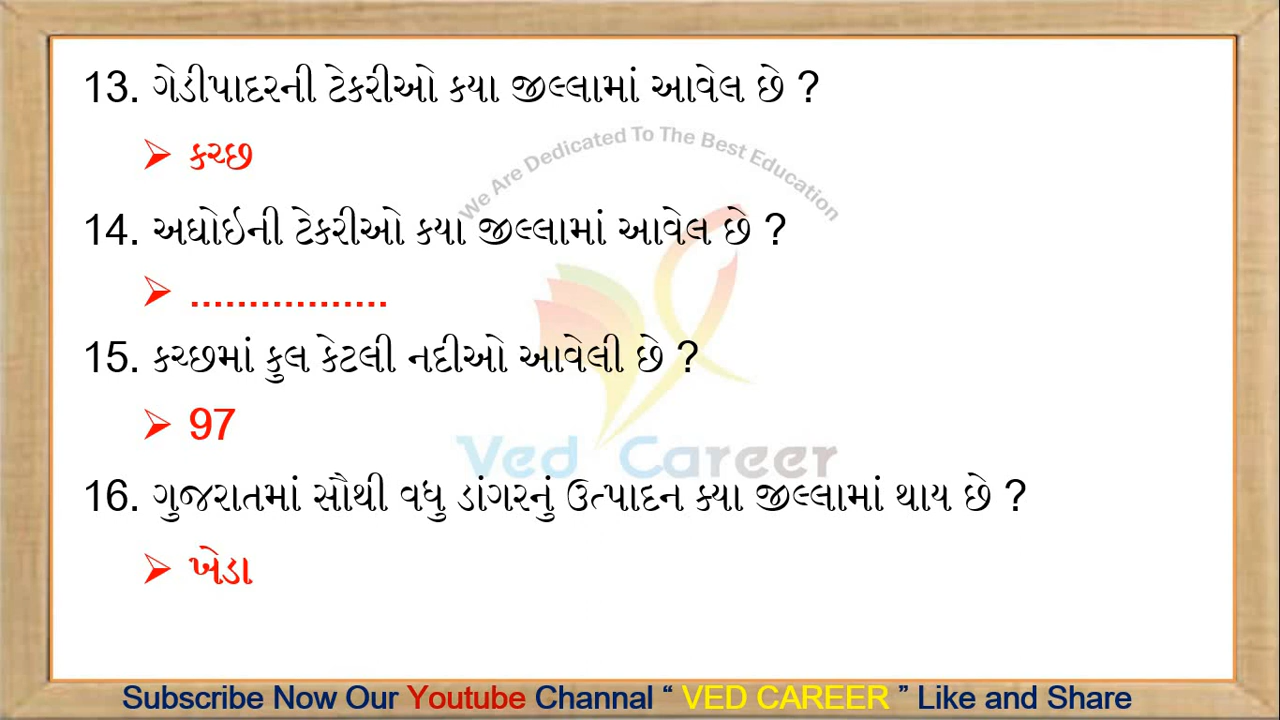 13. ગેડીપાદરની ટેકરીઓ કયા જીલ્લામાં આવેલ છે ?
➢ કચ્છ
We Are Dedicated To The Best Education
14. અધોઇની ટેકરીઓ કયા જીલ્લામાં આવેલ છે ?
➢ .................
15. કચ્છમાં કુલ કેટલી નદીઓ આવેલી છે ?
➢ 97
Ved Career
16. ગુજરાતમાં સૌથી વધુ ડાંગરનું ઉત્પાદન ક્યા જીલ્લામાં થાય છે ?
➢ ખેડા
Subscribe Now Our Youtube Channal “ VED CAREER ” Like and Share